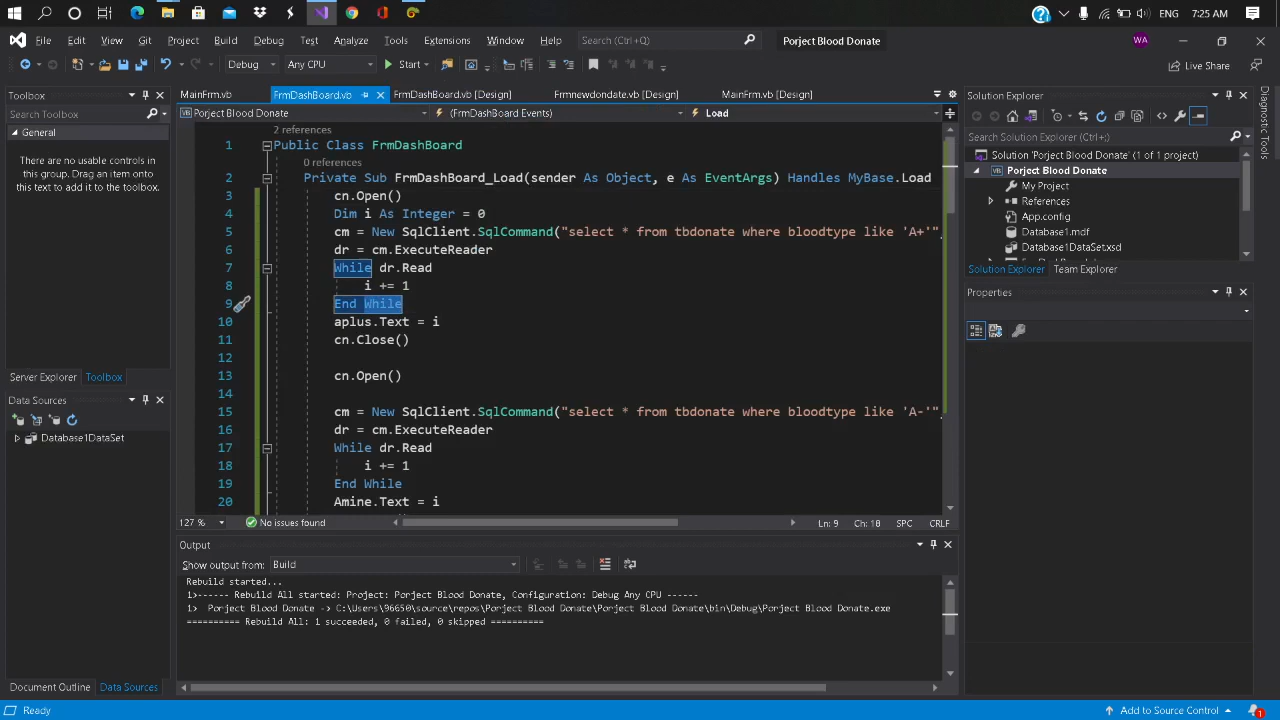 ENG 7:25 AM
File Edit View Git Project Build Debug Test Analyze Tools Extensions Window Help Search (Ctrl+Q) Porject Blood Donate WA
Debug Any CPU Start Live Share
Toolbox
Search Toolbox
General
There are no usable controls in
this group. Drag an item onto
this text to add it to the toolbox.
Server Explorer Toolbox
Data Sources
Database1DataSet
Document Outline Data Sources
MainFrm.vb FrmDashBoard.vb FrmDashBoard.vb [Design] Frmnewdonate.vb [Design] MainFrm.vb [Design]
Porject Blood Donate (FrmDashBoard Events) Load
2 references
1 Public Class FrmDashBoard
0 references
2 Private Sub FrmDashBoard_Load(sender As Object, e As EventArgs) Handles MyBase.Load
3 cn.Open()
4 Dim i As Integer = 0
5 cm = New SqlClient.SqlCommand("select * from tbdonate where bloodtype like 'A+'",
6 dr = cm.ExecuteReader
7 While dr.Read
8 i += 1
9 End While
10 aplus.Text = i
11 cn.Close()
12
13 cn.Open()
14
15 cm = New SqlClient.SqlCommand("select * from tbdonate where bloodtype like 'A-'",
16 dr = cm.ExecuteReader
17 While dr.Read
18 i += 1
19 End While
20 Amine.Text = i
127 % No issues found Ln: 9 Ch: 18 SPC CRLF
Output
Show output from: Build
Rebuild started...
1>------ Rebuild All started: Project: Porject Blood Donate, Configuration: Debug Any CPU ------
1> Porject Blood Donate -> C:\Users\96650\source\repos\Porject Blood Donate\Porject Blood Donate\bin\Debug\Porject Blood Donate.exe
========== Rebuild All: 1 succeeded, 0 failed, 0 skipped ==========
Solution Explorer
Search Solution Explorer (Ctrl+;)
Solution 'Porject Blood Donate' (1 of 1 project)
Porject Blood Donate
My Project
References
App.config
Database1.mdf
Database1DataSet.xsd
Solution Explorer Team Explorer
Properties
Diagnostic Tools
Ready Add to Source Control 1